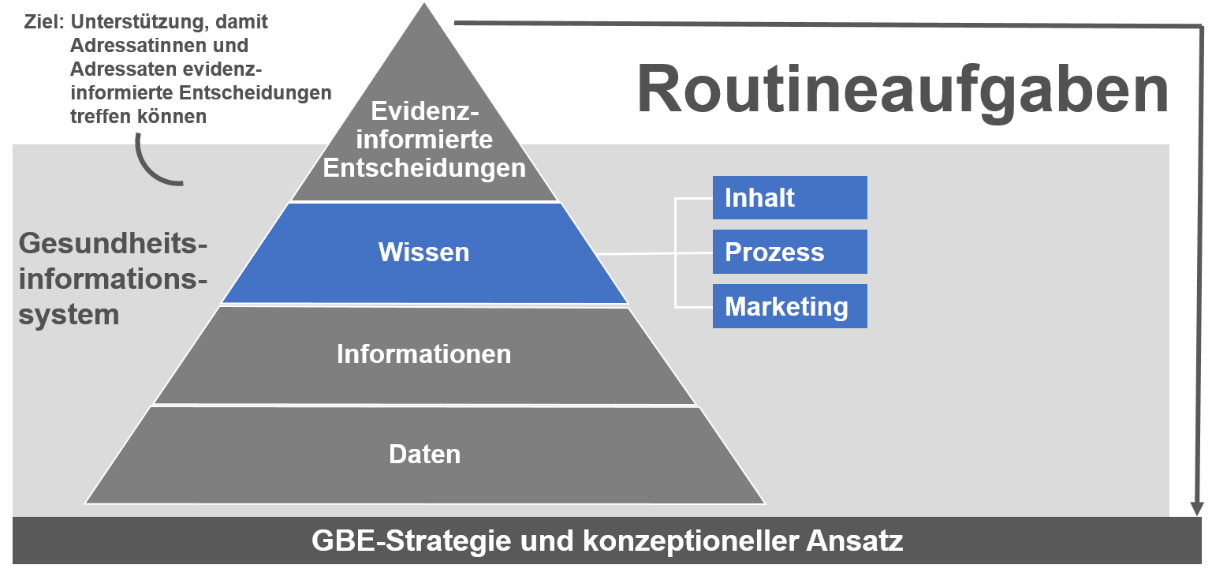 Ziel: Unterstützung, damit
Adressatinnen und
Adressaten evidenz-
informierte Entscheidungen
treffen können
Routineaufgaben
Evidenz-
informierte
Entscheidungen
Gesundheits-
informations-
system
Wissen
Inhalt
Prozess
Marketing
Informationen
Daten
GBE-Strategie und konzeptioneller Ansatz